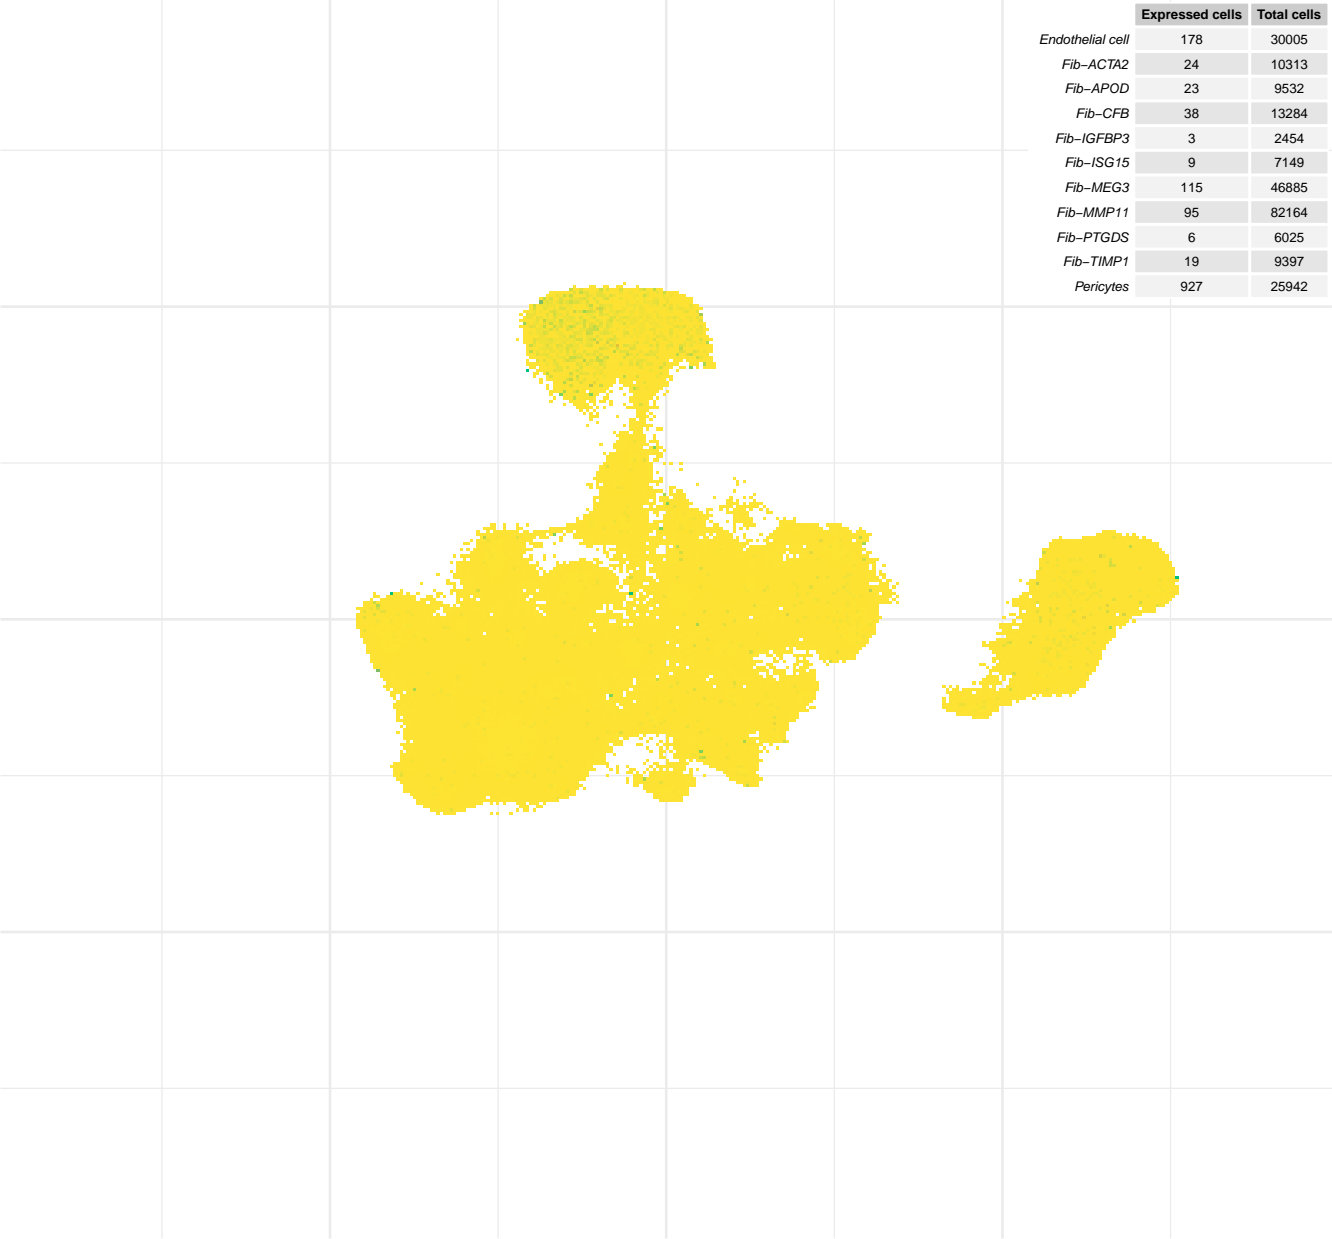 Expressed cells Total cells
Endothelial cell 178 30005
Fib−ACTA2 24 10313
Fib−APOD 23 9532
Fib−CFB 38 13284
Fib−IGFBP3 3 2454
Fib−ISG15 9 7149
Fib−MEG3 115 46885
Fib−MMP11 95 82164
Fib−PTGDS 6 6025
Fib−TIMP1 19 9397
Pericytes 927 25942